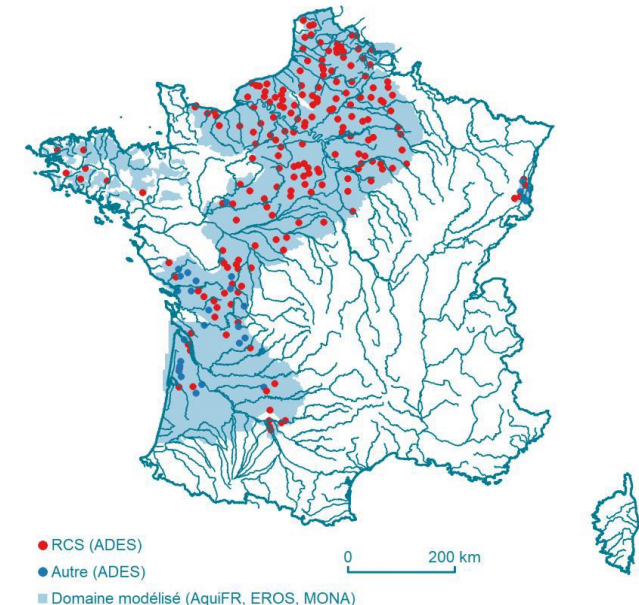 RCS (ADES)
0 200 km
Autre (ADES)
Domaine modélisé (AquiFR, EROS, MONA)